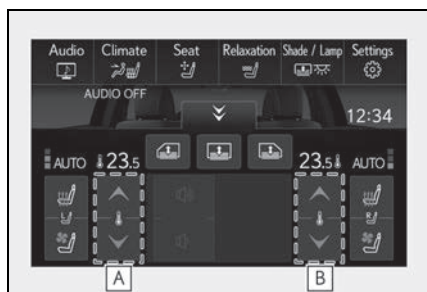 Audio Climate Seat Relaxation Shade / Lamp Settings
AUDIO OFF
12:34
AUTO 23.5 23.5 AUTO
L R
A B